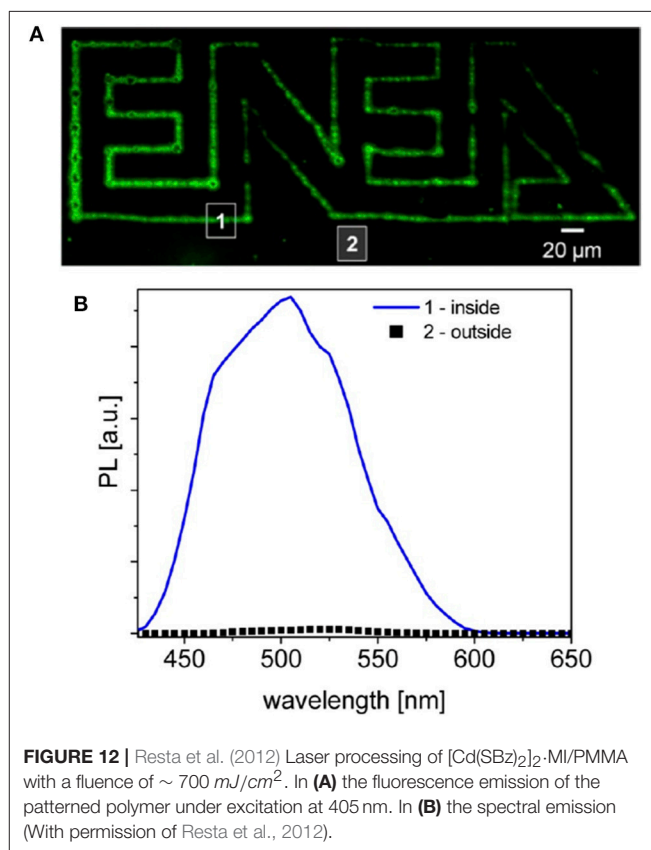 A
ENEA
1
2
20 μm
B
1 - inside
2 - outside
PL [a.u.]
450 500 550 600 650
wavelength [nm]
FIGURE 12 | Resta et al. (2012) Laser processing of [Cd(SBz)₂]₂·MI/PMMA
with a fluence of ∼ 700 mJ/cm². In (A) the fluorescence emission of the
patterned polymer under excitation at 405 nm. In (B) the spectral emission
(With permission of Resta et al., 2012).